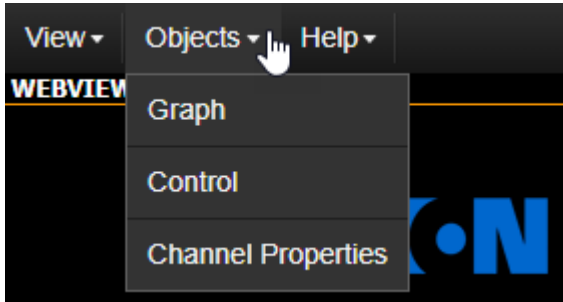 View Objects Help
WEBVIEW
Graph
Control
Channel Properties